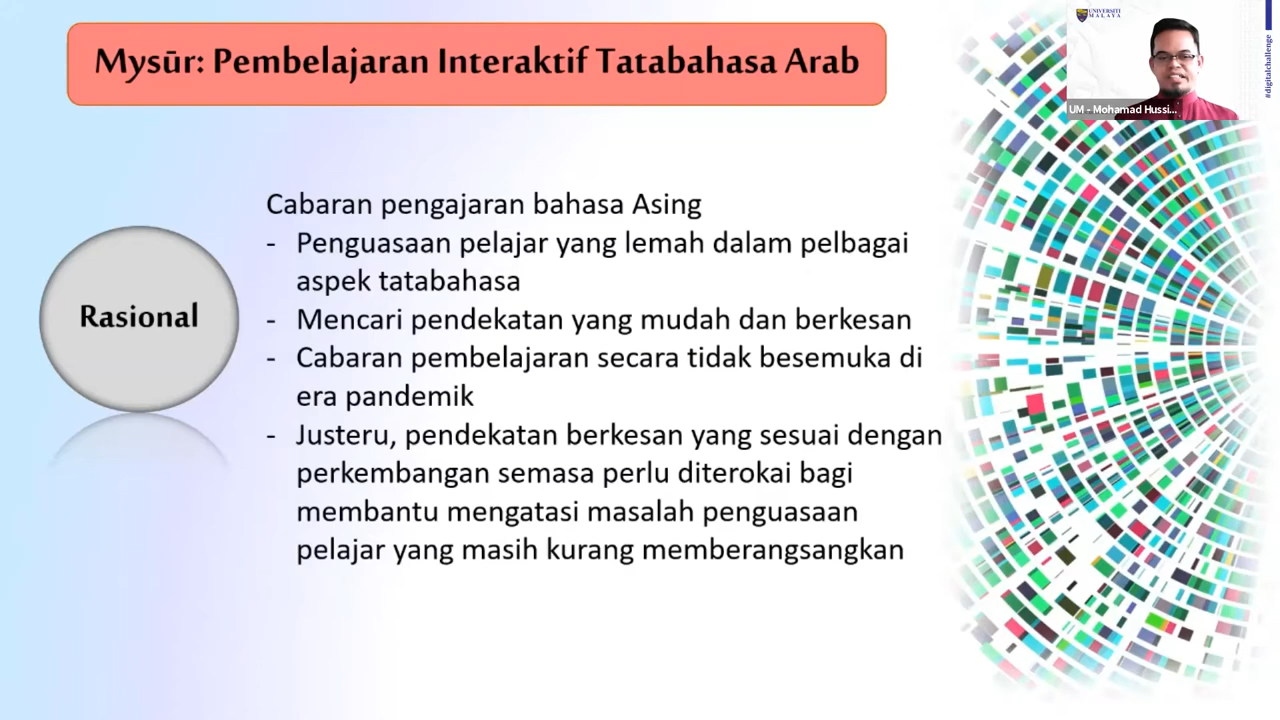 Mysūr: Pembelajaran Interaktif Tatabahasa Arab
UNIVERSITI
MALAYA
#digitalchallenge
UM - Mohamad Hussi...
Rasional
Cabaran pengajaran bahasa Asing
- Penguasaan pelajar yang lemah dalam pelbagai
aspek tatabahasa
- Mencari pendekatan yang mudah dan berkesan
- Cabaran pembelajaran secara tidak besemuka di
era pandemik
- Justeru, pendekatan berkesan yang sesuai dengan
perkembangan semasa perlu diterokai bagi
membantu mengatasi masalah penguasaan
pelajar yang masih kurang memberangsangkan